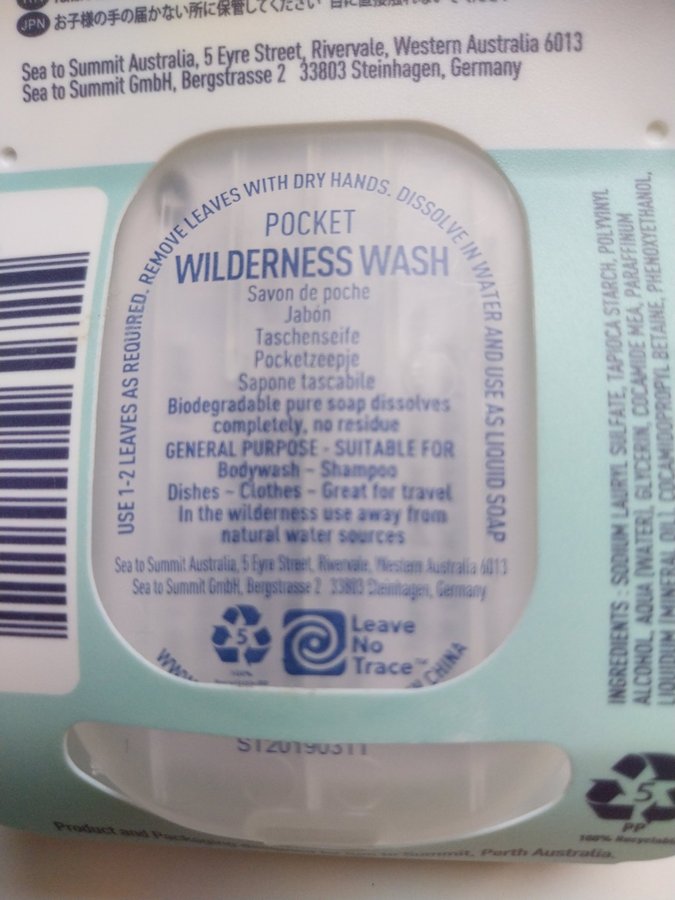 JPN お子様の手の届かない所に保管してください
Sea to Summit Australia, 5 Eyre Street, Rivervale, Western Australia 6013
Sea to Summit GmbH, Bergstrasse 2 33803 Steinhagen, Germany
USE 1-2 LEAVES AS REQUIRED. REMOVE LEAVES WITH DRY HANDS. DISSOLVE IN WATER AND USE AS LIQUID SOAP
POCKET
WILDERNESS WASH
Savon de poche
Jabón
Taschenseife
Pocketzeepje
Sapone tascabile
Biodegradable pure soap dissolves
completely, no residue
GENERAL PURPOSE - SUITABLE FOR
Bodywash ~ Shampoo
Dishes ~ Clothes ~ Great for travel
In the wilderness use away from
natural water sources
Sea to Summit Australia, 5 Eyre Street, Rivervale, Western Australia 6013
Sea to Summit GmbH, Bergstrasse 2 33803 Steinhagen, Germany
5
Leave
No
Trace™
WWW
CHINA
ST20190311
INGREDIENTS : SODIUM LAURYL SULFATE, TAPIOCA STARCH, POLYVINYL
ALCOHOL, AQUA (WATER), GLYCERIN, COCAMIDE MEA, PARAFFINUM
LIQUIDUM (MINERAL OIL), COCAMIDOPROPYL BETAINE, PHENOXYETHANOL,
5
PP
100% Recyclable
Product and Packaging Summit, Perth Australia.